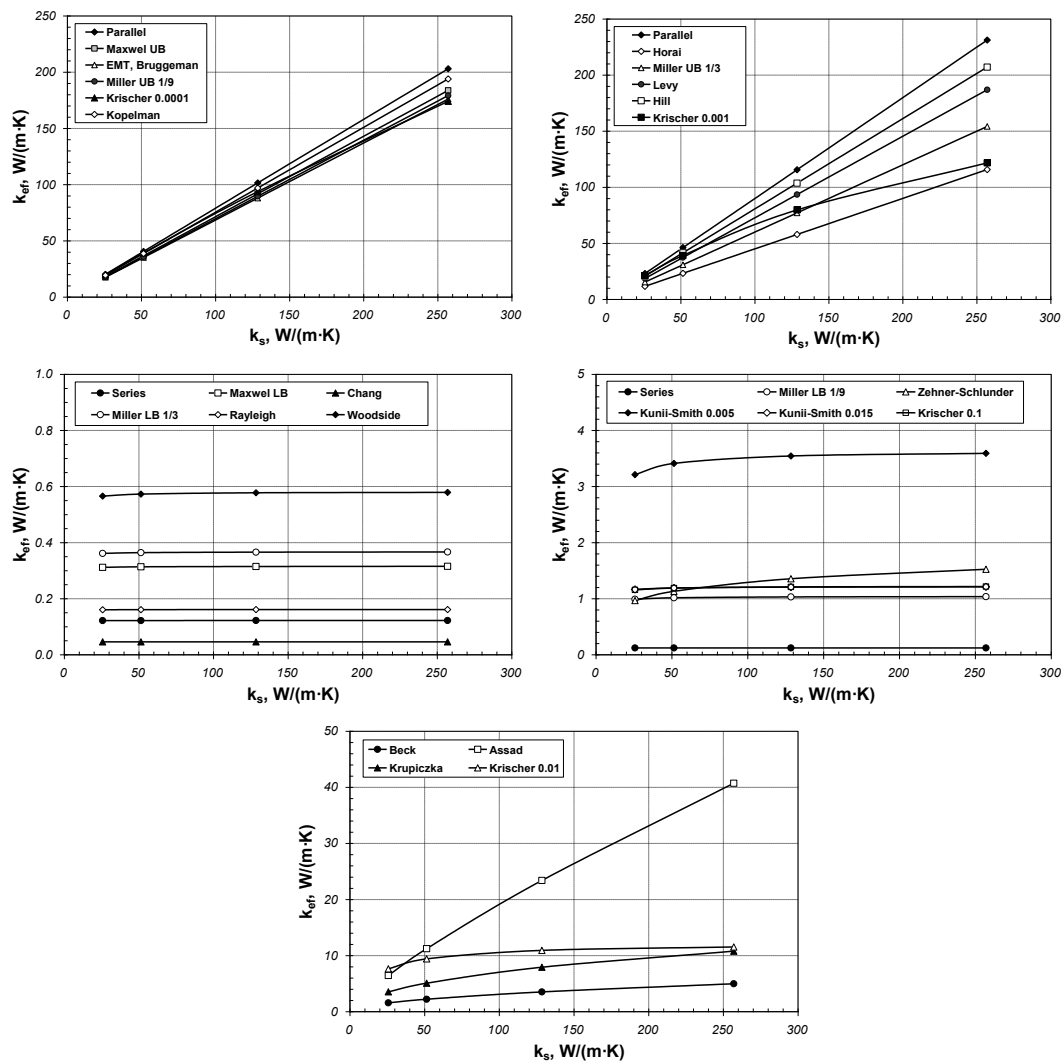 Parallel
Maxwel UB
EMT, Bruggeman
Miller UB 1/9
Krischer 0.0001
Kopelman
250
200
150
100
50
0
k_ef, W/(m·K)
0 50 100 150 200 250 300
k_s, W/(m·K)
Parallel
Horai
Miller UB 1/3
Levy
Hill
Krischer 0.001
250
200
150
100
50
0
k_ef, W/(m·K)
0 50 100 150 200 250 300
k_s, W/(m·K)
Series Maxwel LB Chang
Miller LB 1/3 Rayleigh Woodside
1.0
0.8
0.6
0.4
0.2
0.0
k_ef, W/(m·K)
0 50 100 150 200 250 300
k_s, W/(m·K)
Series Miller LB 1/9 Zehner-Schlunder
Kunii-Smith 0.005 Kunii-Smith 0.015 Krischer 0.1
5
4
3
2
1
0
k_ef, W/(m·K)
0 50 100 150 200 250 300
k_s, W/(m·K)
Beck Assad
Krupiczka Krischer 0.01
50
40
30
20
10
0
k_ef, W/(m·K)
0 50 100 150 200 250 300
k_s, W/(m·K)